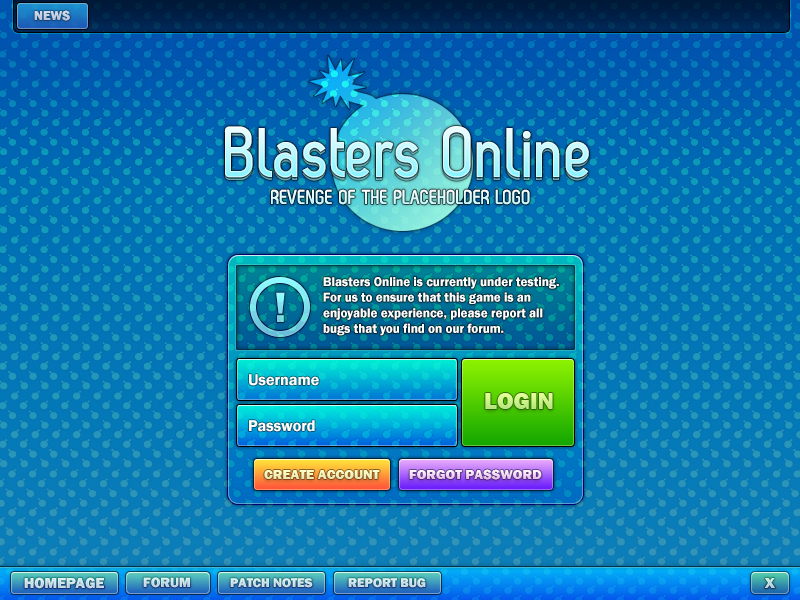 NEWS
Blasters Online
REVENGE OF THE PLACEHOLDER LOGO
!
Blasters Online is currently under testing.
For us to ensure that this game is an
enjoyable experience, please report all
bugs that you find on our forum.
Username
Password
LOGIN
CREATE ACCOUNT
FORGOT PASSWORD
HOMEPAGE
FORUM
PATCH NOTES
REPORT BUG
X